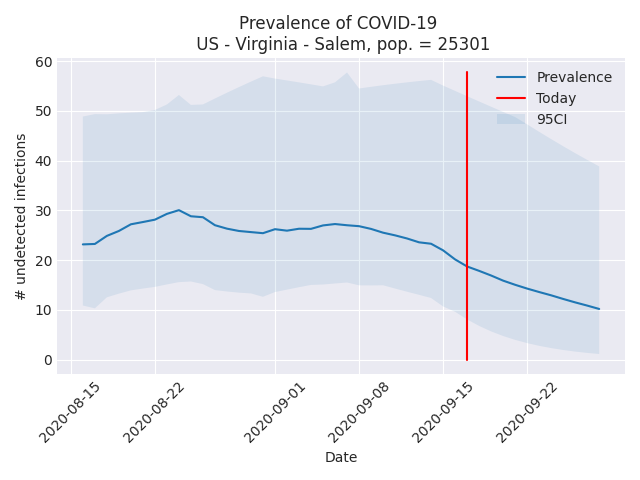 Prevalence of COVID-19
US - Virginia - Salem, pop. = 25301
# undetected infections
60
50
40
30
20
10
0
Prevalence
Today
95CI
2020-08-15
2020-08-22
2020-09-01
2020-09-08
2020-09-15
2020-09-22
Date